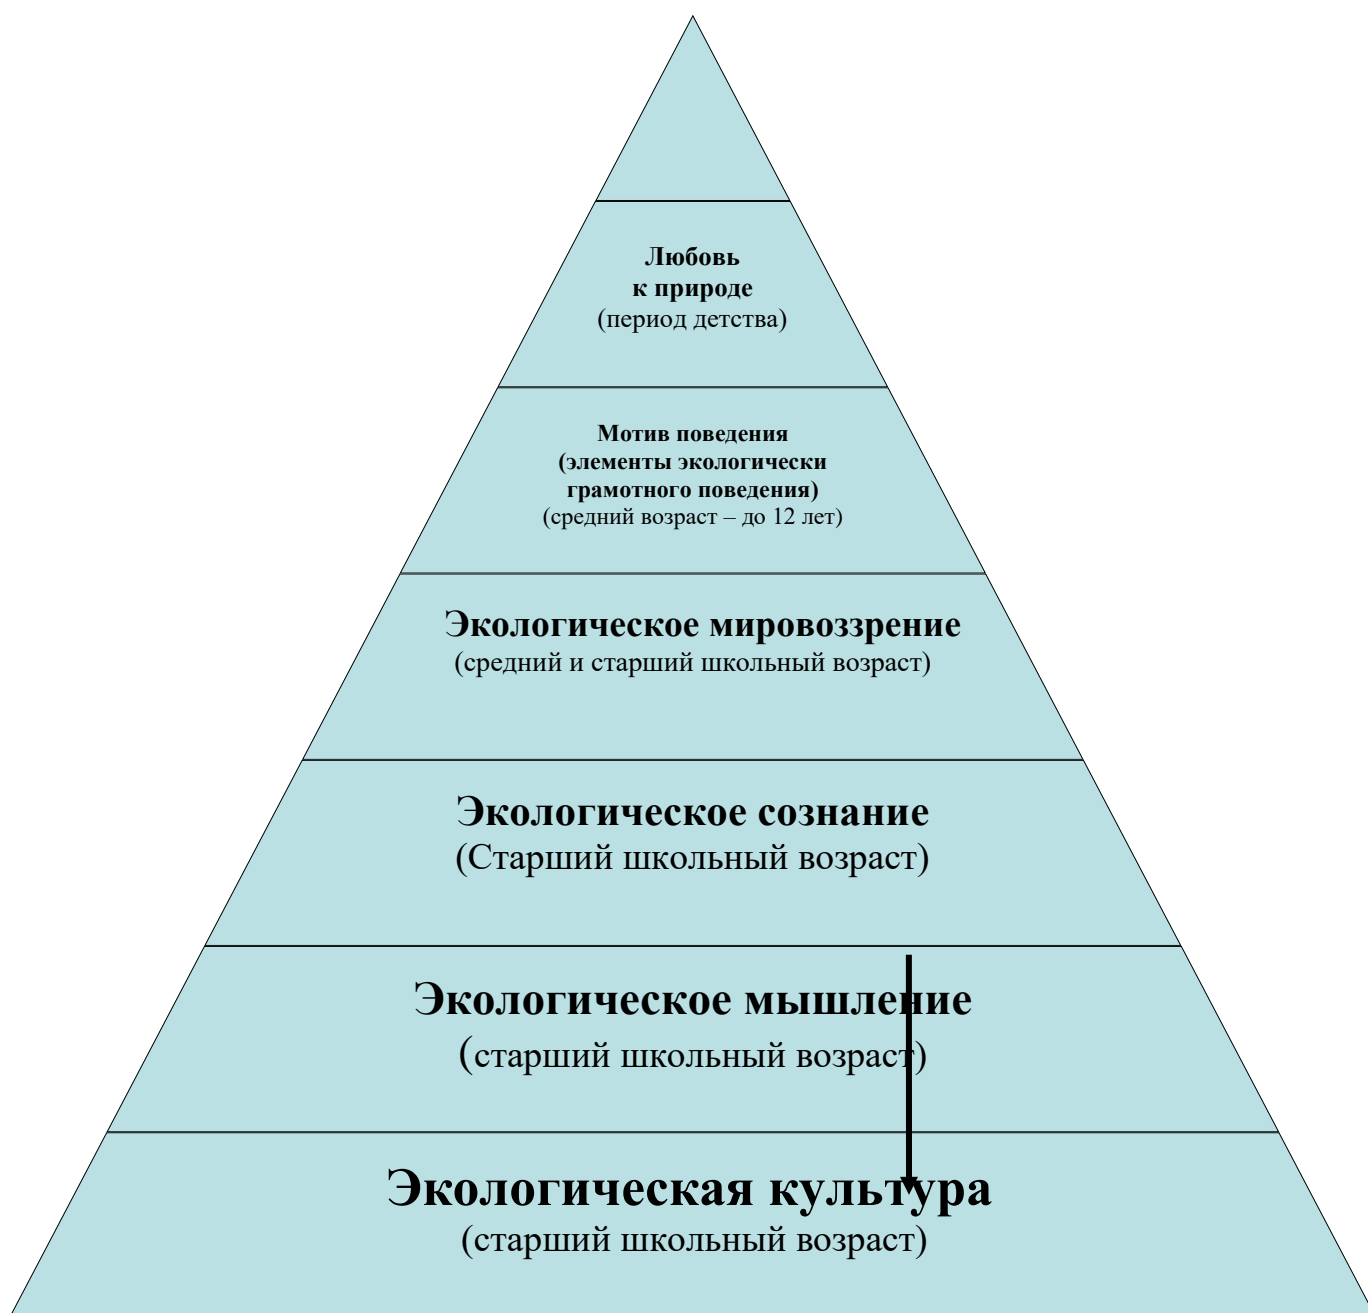 Любовь
к природе
(период детства)
Мотив поведения
(элементы экологически
грамотного поведения)
(средний возраст – до 12 лет)
Экологическое мировоззрение
(средний и старший школьный возраст)
Экологическое сознание
(Старший школьный возраст)
Экологическое мышление
(старший школьный возраст)
Экологическая культура
(старший школьный возраст)